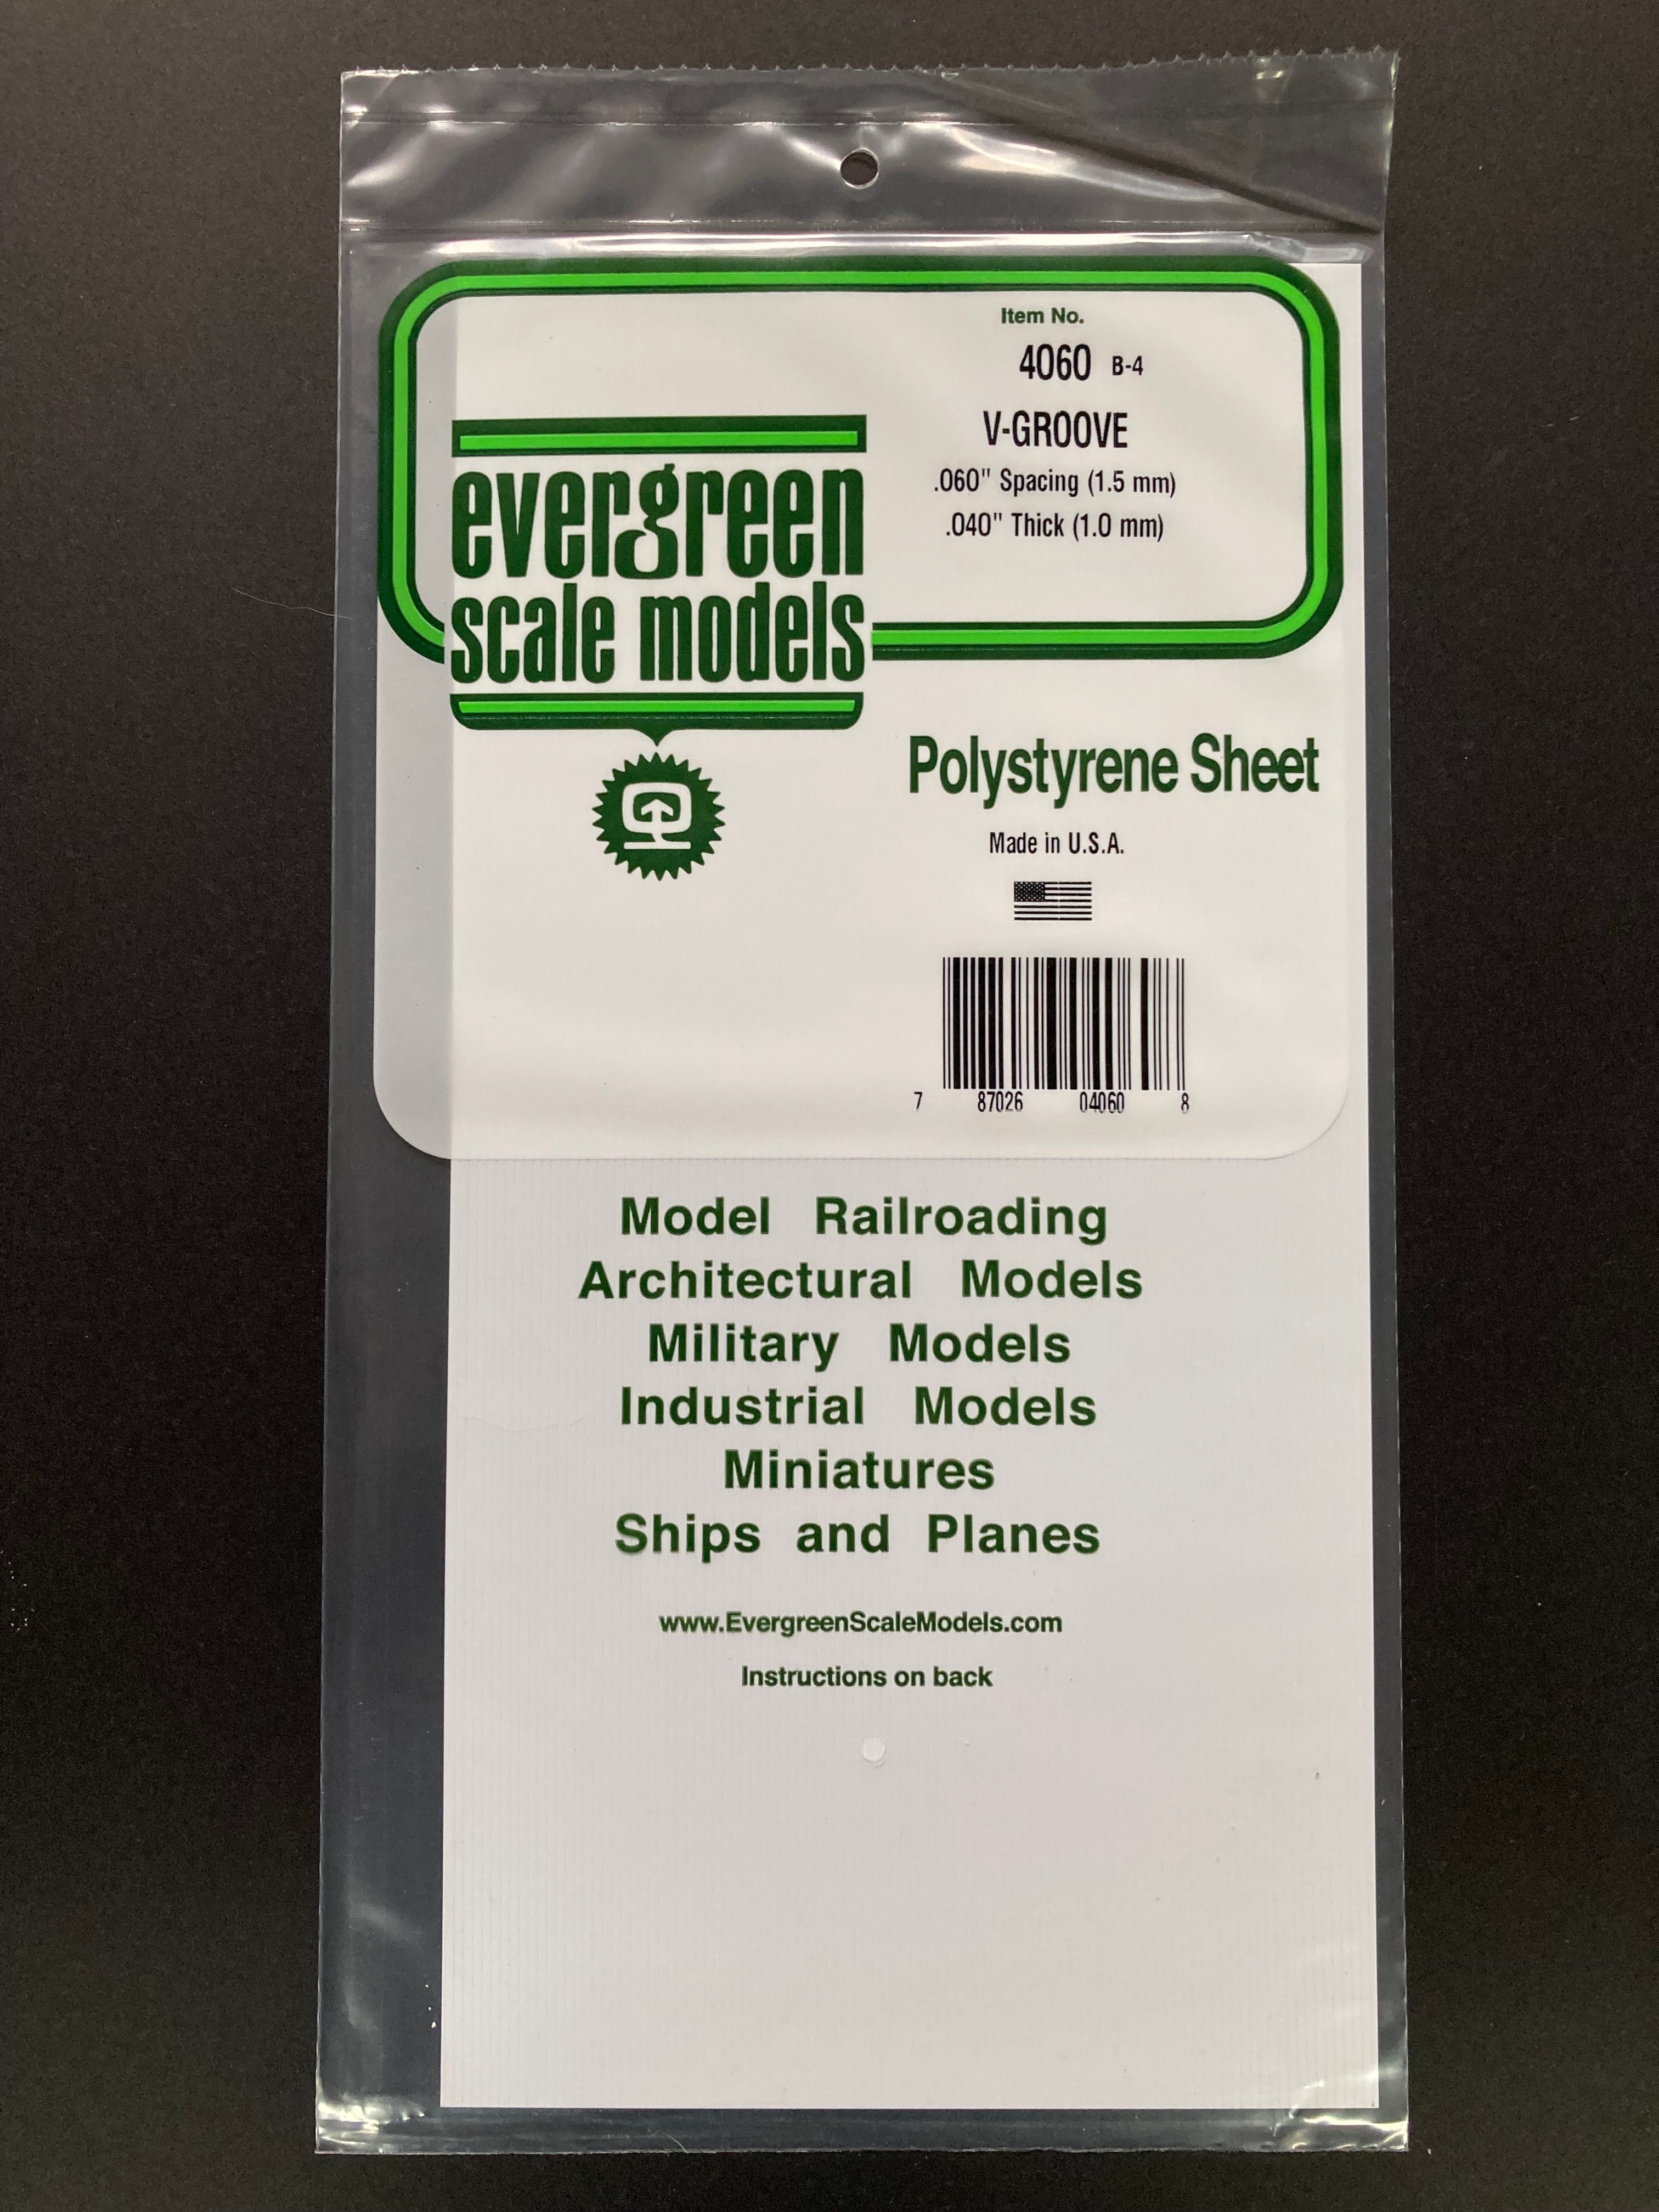 Item No.
4060 B-4
V-GROOVE
.060" Spacing (1.5 mm)
.040" Thick (1.0 mm)
evergreen
scale models
Polystyrene Sheet
Made in U.S.A.
7 87026 04060 8
Model Railroading
Architectural Models
Military Models
Industrial Models
Miniatures
Ships and Planes
www.EvergreenScaleModels.com
Instructions on back